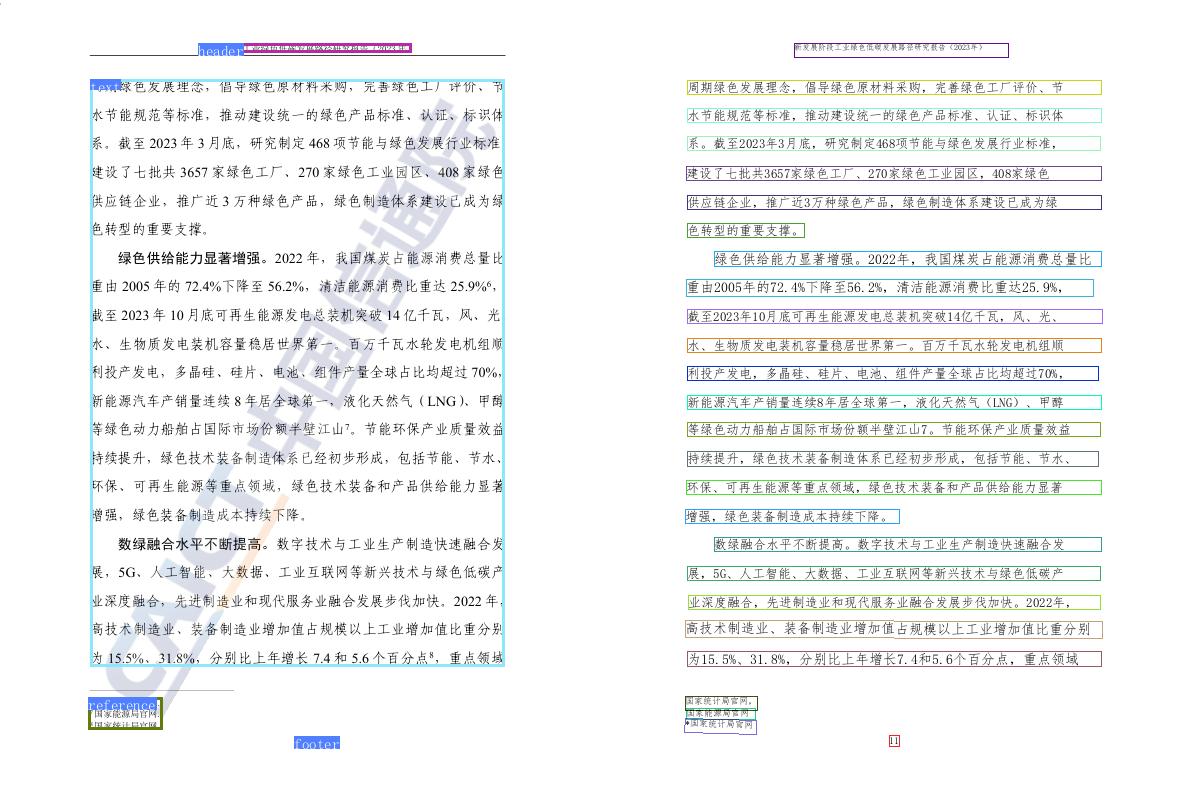 header
text
绿色发展理念，倡导绿色原材料采购，完善绿色工厂评价、节
水节能规范等标准，推动建设统一的绿色产品标准、认证、标识体
系。截至 2023 年 3 月底，研究制定 468 项节能与绿色发展行业标准
建设了七批共 3657 家绿色工厂、270 家绿色工业园区、408 家绿色
供应链企业，推广近 3 万种绿色产品，绿色制造体系建设已成为绿
色转型的重要支撑。
绿色供给能力显著增强。2022 年，我国煤炭占能源消费总量比
重由 2005 年的 72.4%下降至 56.2%，清洁能源消费比重达 25.9%⁶，
截至 2023 年 10 月底可再生能源发电总装机突破 14 亿千瓦，风、光
水、生物质发电装机容量稳居世界第一。百万千瓦水轮发电机组顺
利投产发电，多晶硅、硅片、电池、组件产量全球占比均超过 70%，
新能源汽车产销量连续 8 年居全球第一，液化天然气（LNG）、甲醇
等绿色动力船舶占国际市场份额半壁江山⁷。节能环保产业质量效益
持续提升，绿色技术装备制造体系已经初步形成，包括节能、节水、
环保、可再生能源等重点领域，绿色技术装备和产品供给能力显著
增强，绿色装备制造成本持续下降。
数绿融合水平不断提高。数字技术与工业生产制造快速融合发
展，5G、人工智能、大数据、工业互联网等新兴技术与绿色低碳产
业深度融合，先进制造业和现代服务业融合发展步伐加快。2022 年，
高技术制造业、装备制造业增加值占规模以上工业增加值比重分别
为 15.5%、31.8%，分别比上年增长 7.4 和 5.6 个百分点⁸，重点领域
CAICT 中国信通院
reference
国家能源局官网
国家统计局官网
footer
新发展阶段工业绿色低碳发展路径研究报告（2023年）
周期绿色发展理念，倡导绿色原材料采购，完善绿色工厂评价、节
水节能规范等标准，推动建设统一的绿色产品标准、认证、标识体
系。截至2023年3月底，研究制定468项节能与绿色发展行业标准，
建设了七批共3657家绿色工厂、270家绿色工业园区，408家绿色
供应链企业，推广近3万种绿色产品，绿色制造体系建设已成为绿
色转型的重要支撑。
绿色供给能力显著增强。2022年，我国煤炭占能源消费总量比
重由2005年的72.4%下降至56.2%，清洁能源消费比重达25.9%，
截至2023年10月底可再生能源发电总装机突破14亿千瓦，风、光、
水、生物质发电装机容量稳居世界第一。百万千瓦水轮发电机组顺
利投产发电，多晶硅、硅片、电池、组件产量全球占比均超过70%，
新能源汽车产销量连续8年居全球第一，液化天然气（LNG）、甲醇
等绿色动力船舶占国际市场份额半壁江山7。节能环保产业质量效益
持续提升，绿色技术装备制造体系已经初步形成，包括节能、节水、
环保、可再生能源等重点领域，绿色技术装备和产品供给能力显著
增强，绿色装备制造成本持续下降。
数绿融合水平不断提高。数字技术与工业生产制造快速融合发
展，5G、人工智能、大数据、工业互联网等新兴技术与绿色低碳产
业深度融合，先进制造业和现代服务业融合发展步伐加快。2022年，
高技术制造业、装备制造业增加值占规模以上工业增加值比重分别
为15.5%、31.8%，分别比上年增长7.4和5.6个百分点，重点领域
国家统计局官网，
国家能源局官网
*国家统计局官网
11